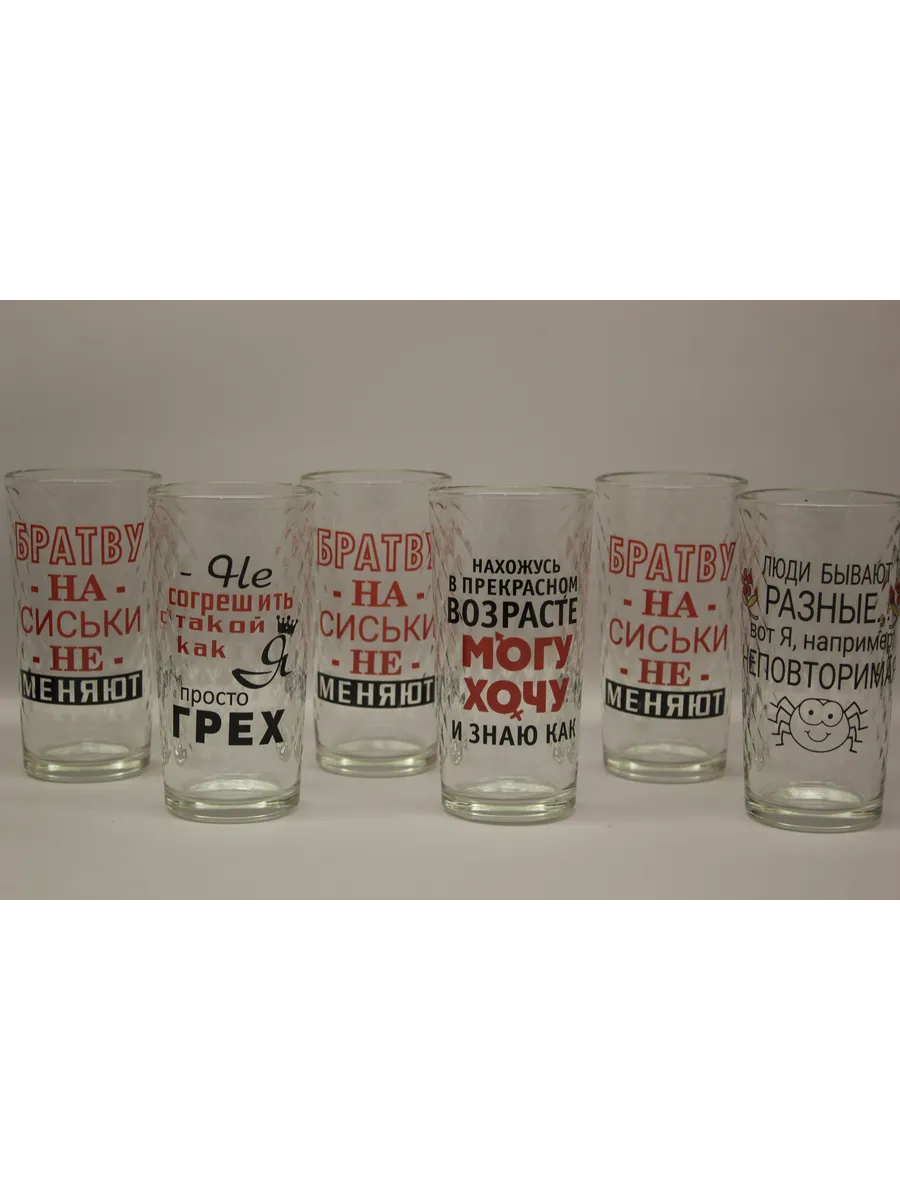 БРАТВУ
- НА -
СИСЬКИ
- НЕ -
МЕНЯЮТ
- Не
согрешить
с такой
как Я
просто
ГРЕХ
БРАТВУ
- НА -
СИСЬКИ
- НЕ -
МЕНЯЮТ
НАХОЖУСЬ
В ПРЕКРАСНОМ
ВОЗРАСТЕ
МОГУ
ХОЧУ
И ЗНАЮ КАК
БРАТВУ
- НА -
СИСЬКИ
- НЕ -
МЕНЯЮТ
ЛЮДИ БЫВАЮТ
РАЗНЫЕ..
вот Я, например
НЕПОВТОРИМАЯ